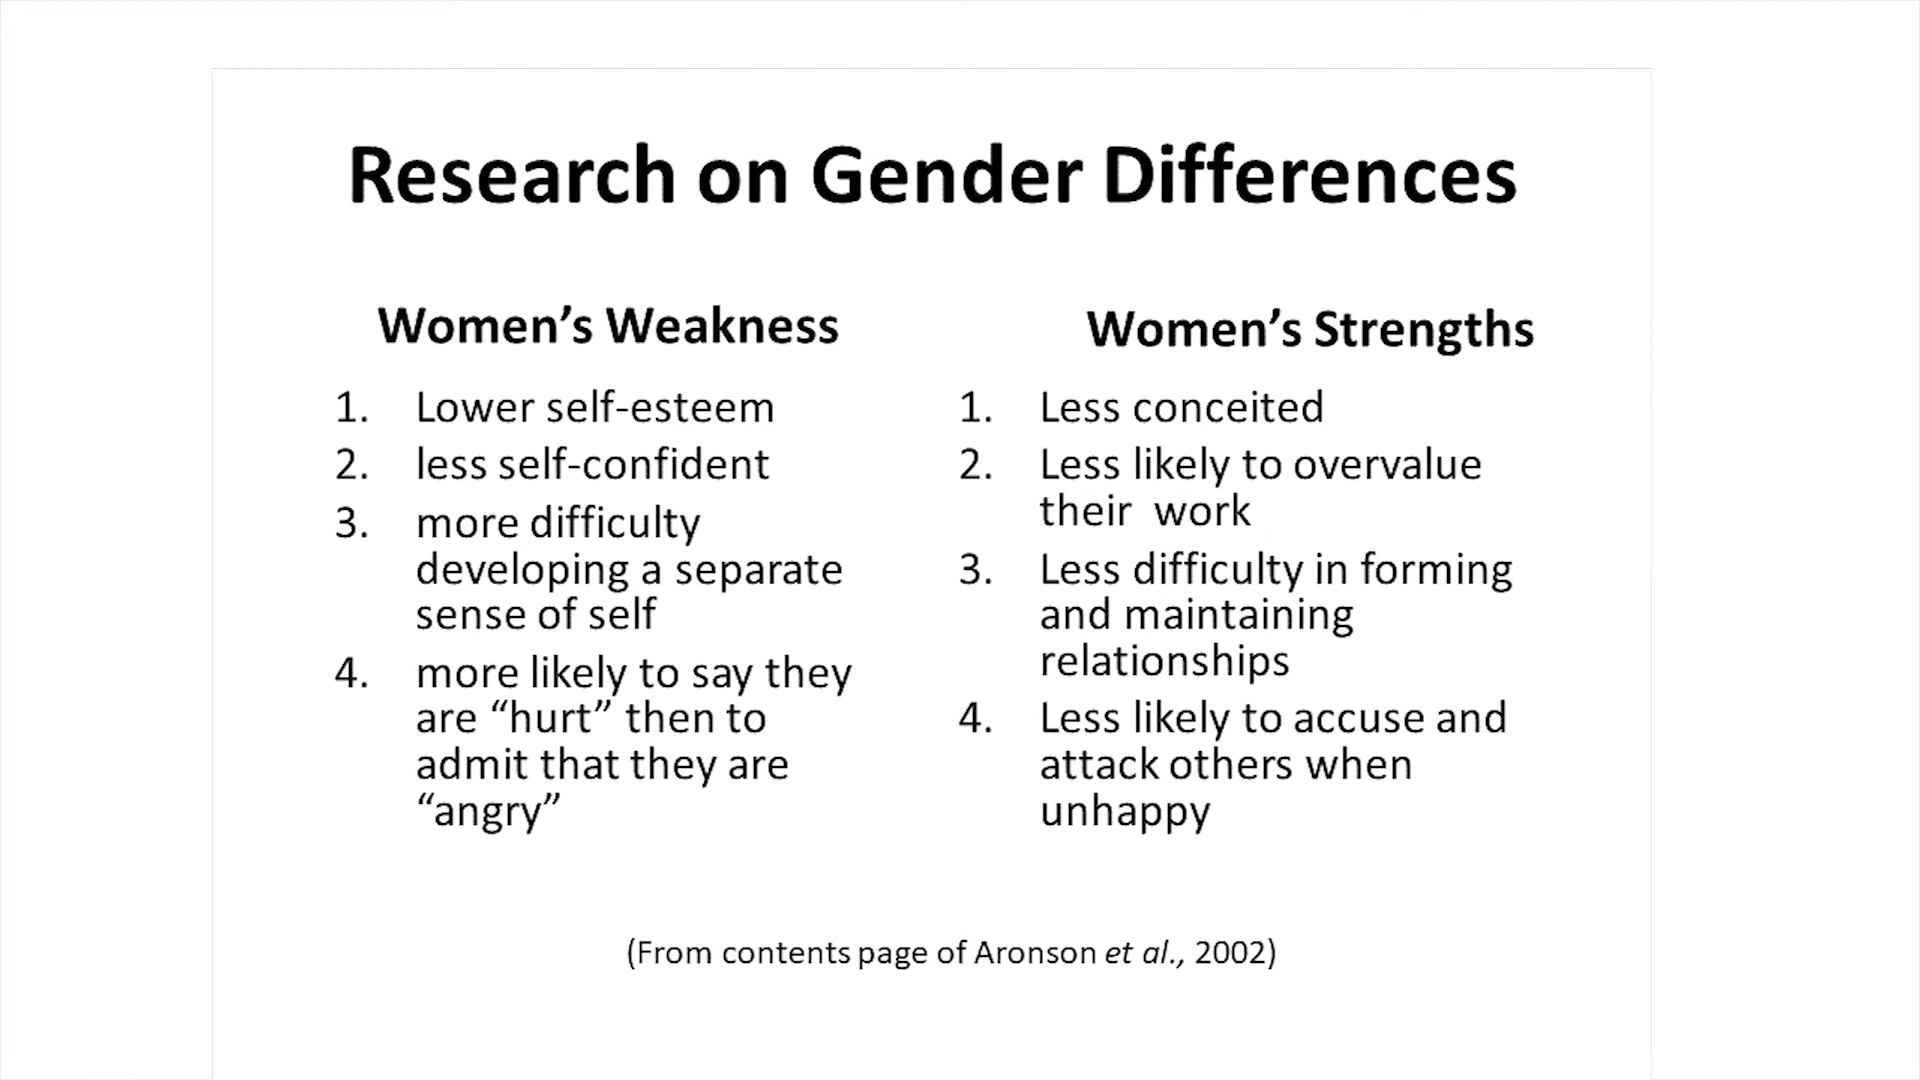 Research on Gender Differences
Women’s Weakness
1. Lower self-esteem
2. less self-confident
3. more difficulty
developing a separate
sense of self
4. more likely to say they
are “hurt” then to
admit that they are
“angry”
Women’s Strengths
1. Less conceited
2. Less likely to overvalue
their work
3. Less difficulty in forming
and maintaining
relationships
4. Less likely to accuse and
attack others when
unhappy
(From contents page of Aronson et al., 2002)